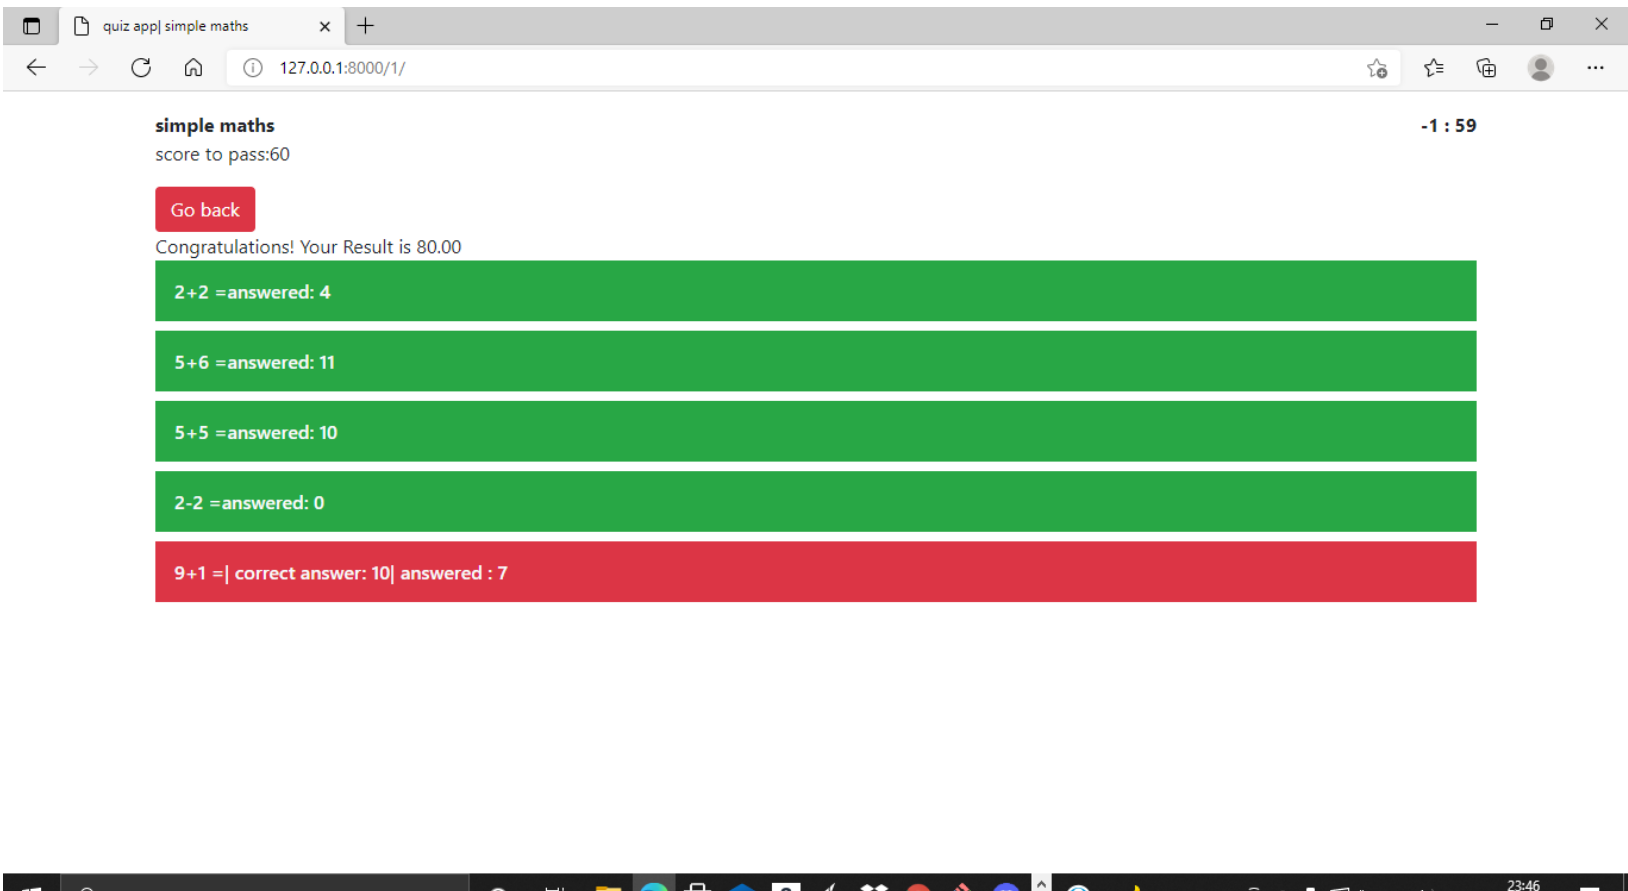 quiz app| simple maths
127.0.0.1:8000/1/
simple maths
-1 : 59
score to pass:60
Go back
Congratulations! Your Result is 80.00
2+2 =answered: 4
5+6 =answered: 11
5+5 =answered: 10
2-2 =answered: 0
9+1 =| correct answer: 10| answered : 7
23:46